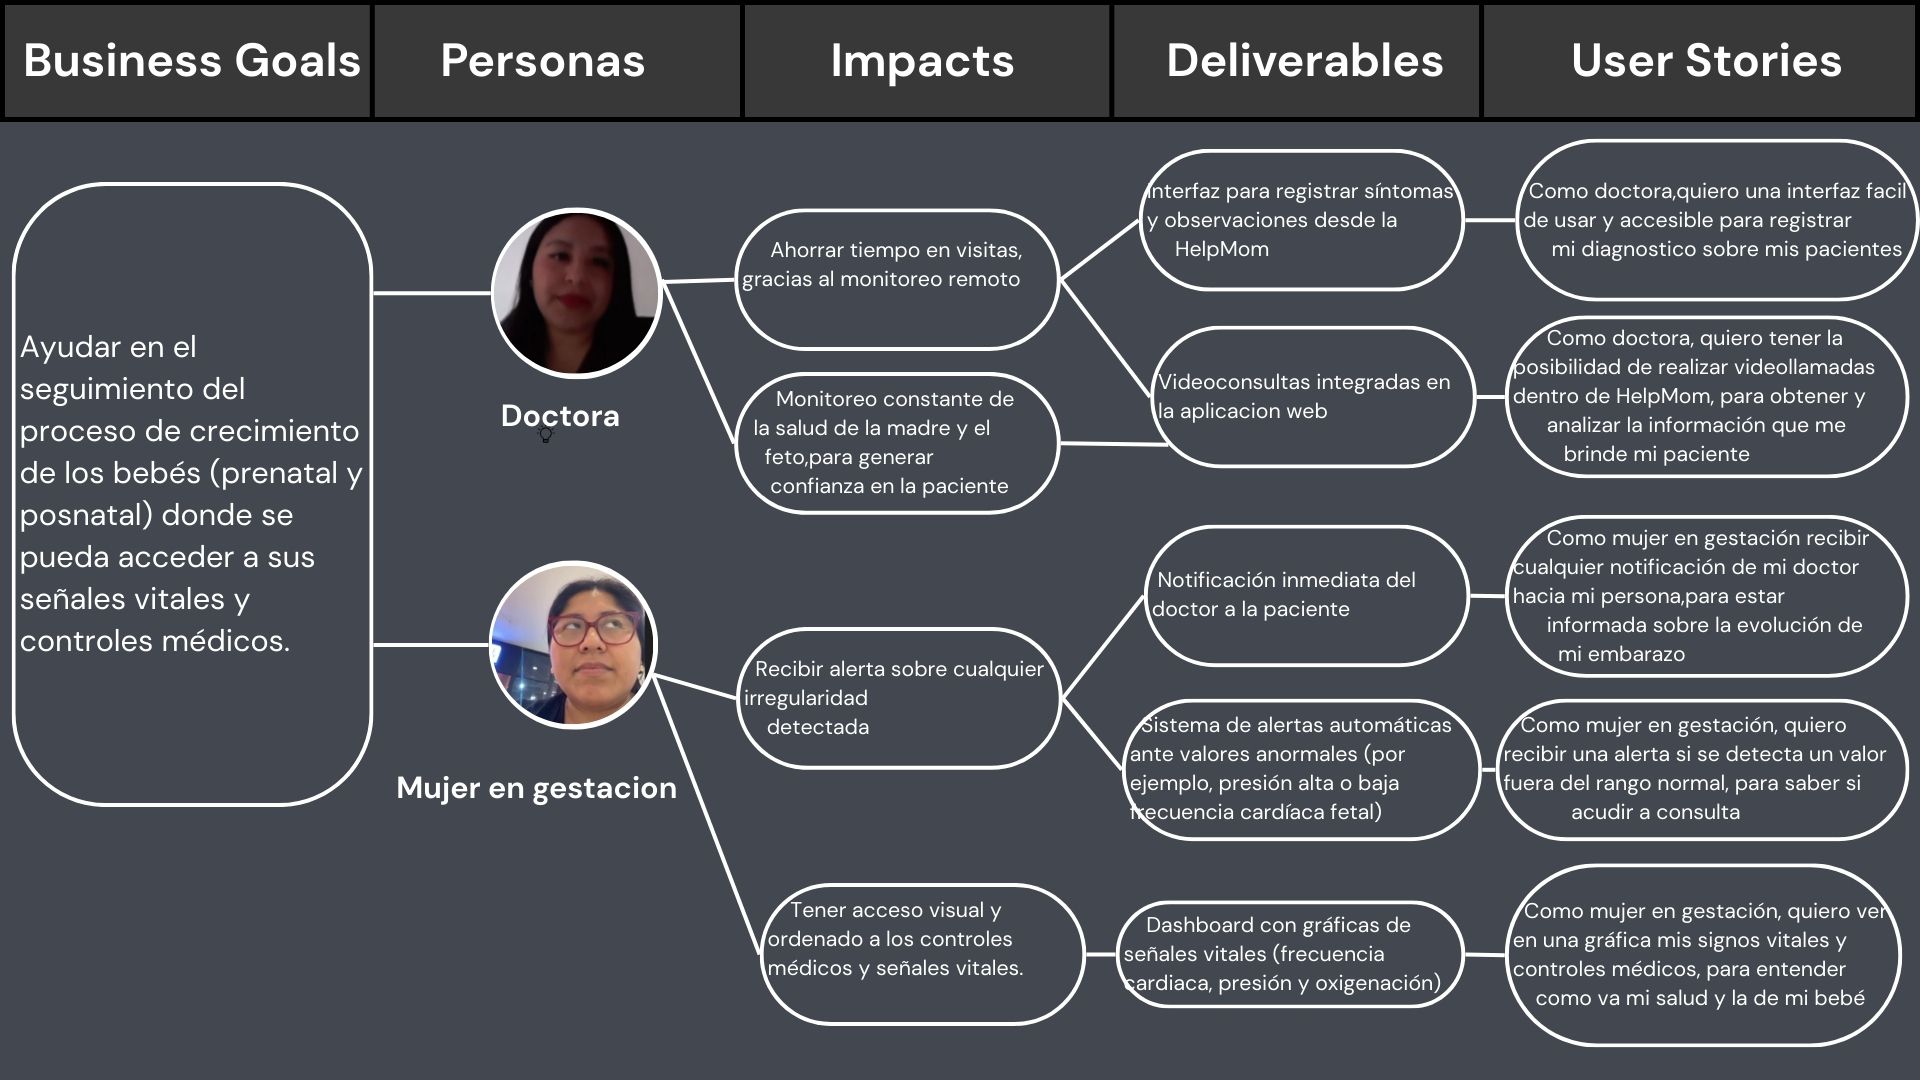 Business Goals
Personas
Impacts
Deliverables
User Stories
Ayudar en el
seguimiento del
proceso de crecimiento
de los bebés (prenatal y
posnatal) donde se
pueda acceder a sus
señales vitales y
controles médicos.
Doctora
Mujer en gestacion
Ahorrar tiempo en visitas,
gracias al monitoreo remoto
Monitoreo constante de
la salud de la madre y el
feto,para generar
confianza en la paciente
Recibir alerta sobre cualquier
irregularidad
detectada
Tener acceso visual y
ordenado a los controles
médicos y señales vitales.
Interfaz para registrar síntomas
y observaciones desde la
HelpMom
Videoconsultas integradas en
la aplicacion web
Notificación inmediata del
doctor a la paciente
Sistema de alertas automáticas
ante valores anormales (por
ejemplo, presión alta o baja
frecuencia cardíaca fetal)
Dashboard con gráficas de
señales vitales (frecuencia
cardiaca, presión y oxigenación)
Como doctora,quiero una interfaz facil
de usar y accesible para registrar
mi diagnostico sobre mis pacientes
Como doctora, quiero tener la
posibilidad de realizar videollamadas
dentro de HelpMom, para obtener y
analizar la información que me
brinde mi paciente
Como mujer en gestación recibir
cualquier notificación de mi doctor
hacia mi persona,para estar
informada sobre la evolución de
mi embarazo
Como mujer en gestación, quiero
recibir una alerta si se detecta un valor
fuera del rango normal, para saber si
acudir a consulta
Como mujer en gestación, quiero ver
en una gráfica mis signos vitales y
controles médicos, para entender
como va mi salud y la de mi bebé